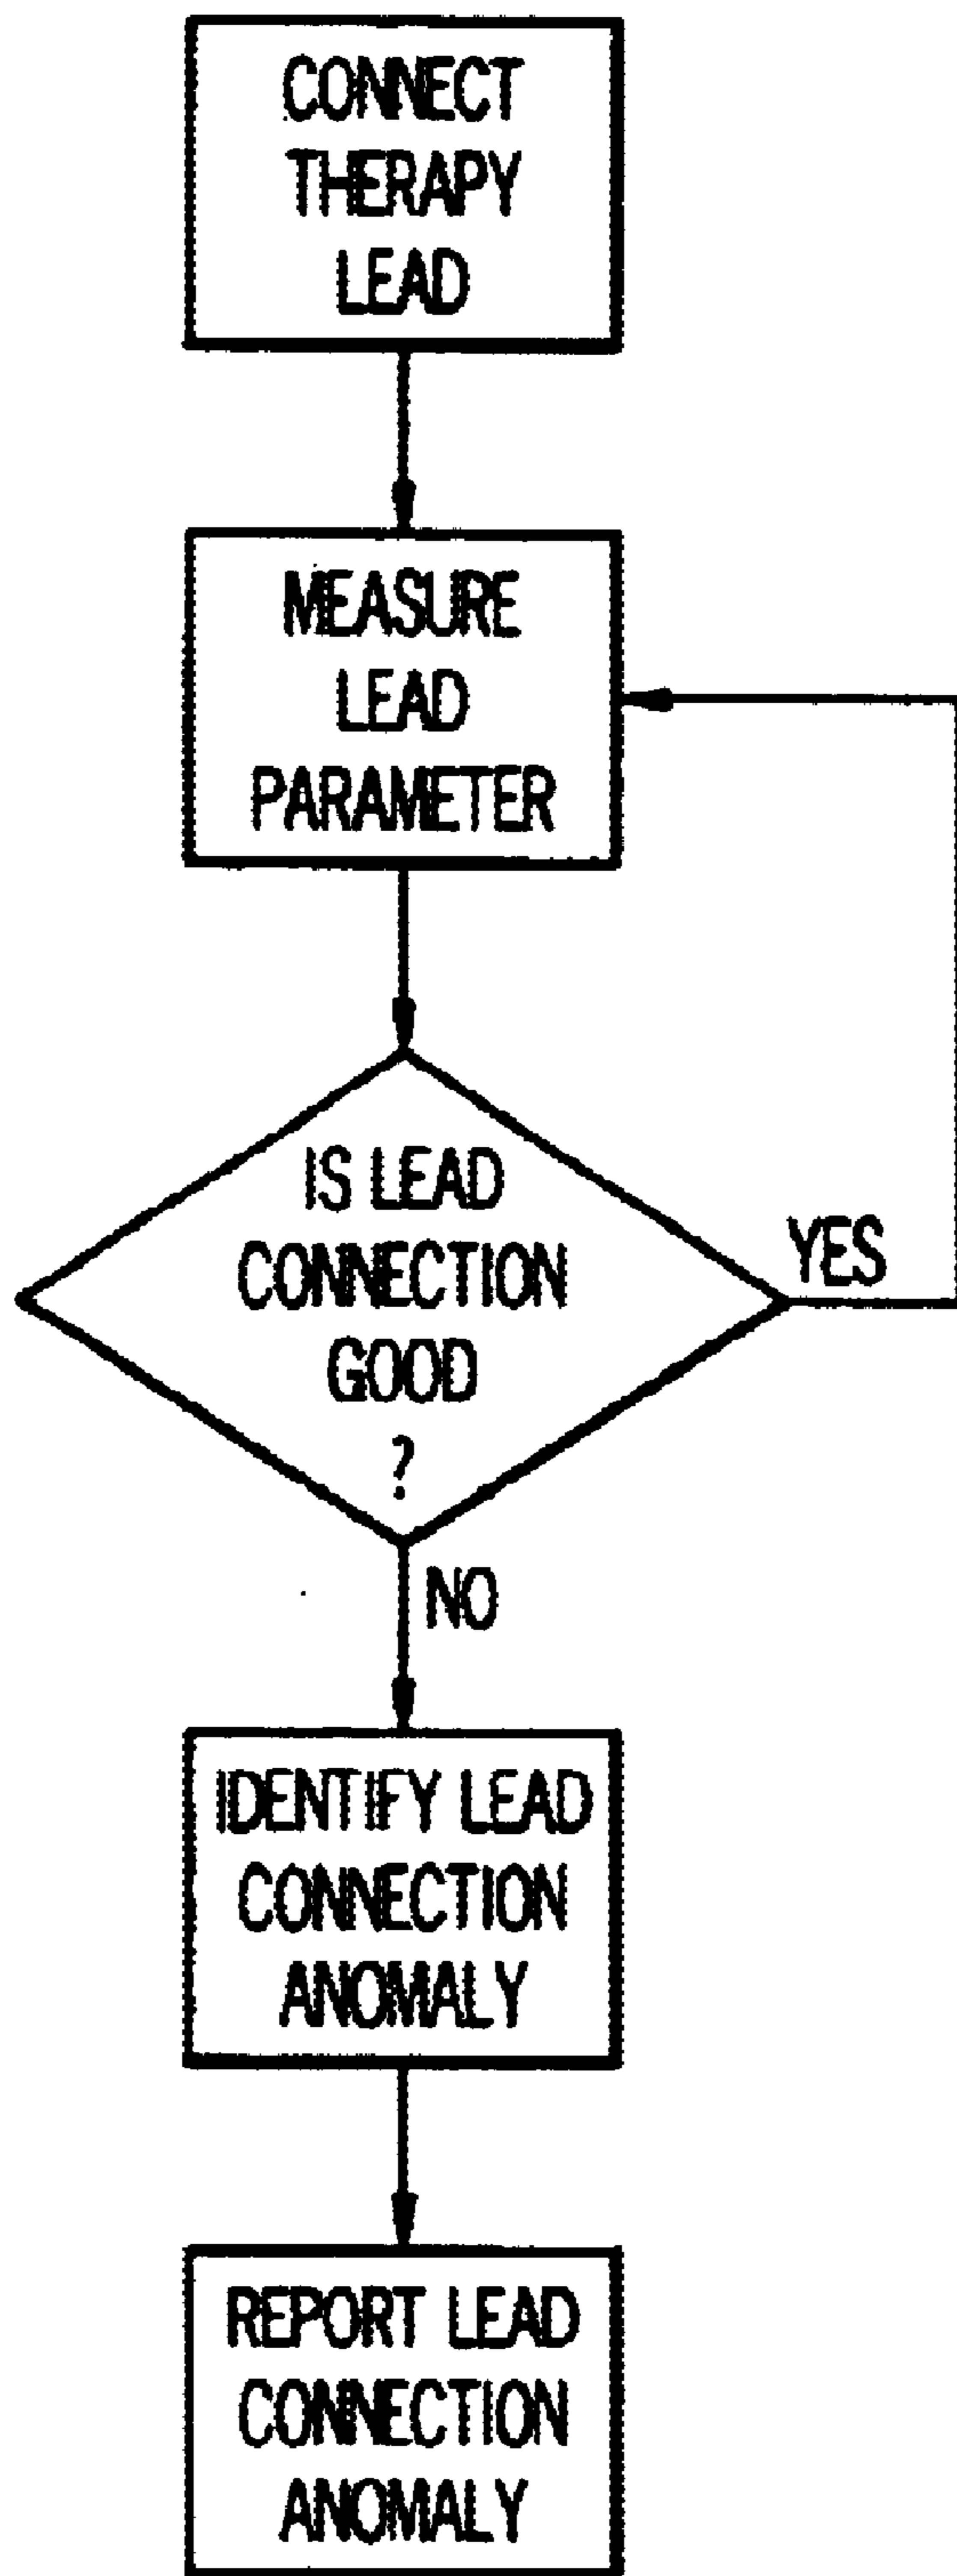 CONNECT
THERAPY
LEAD
MEASURE
LEAD
PARAMETER
IS LEAD
CONNECTION
GOOD
?
YES
NO
IDENTIFY LEAD
CONNECTION
ANOMALY
REPORT LEAD
CONNECTION
ANOMALY